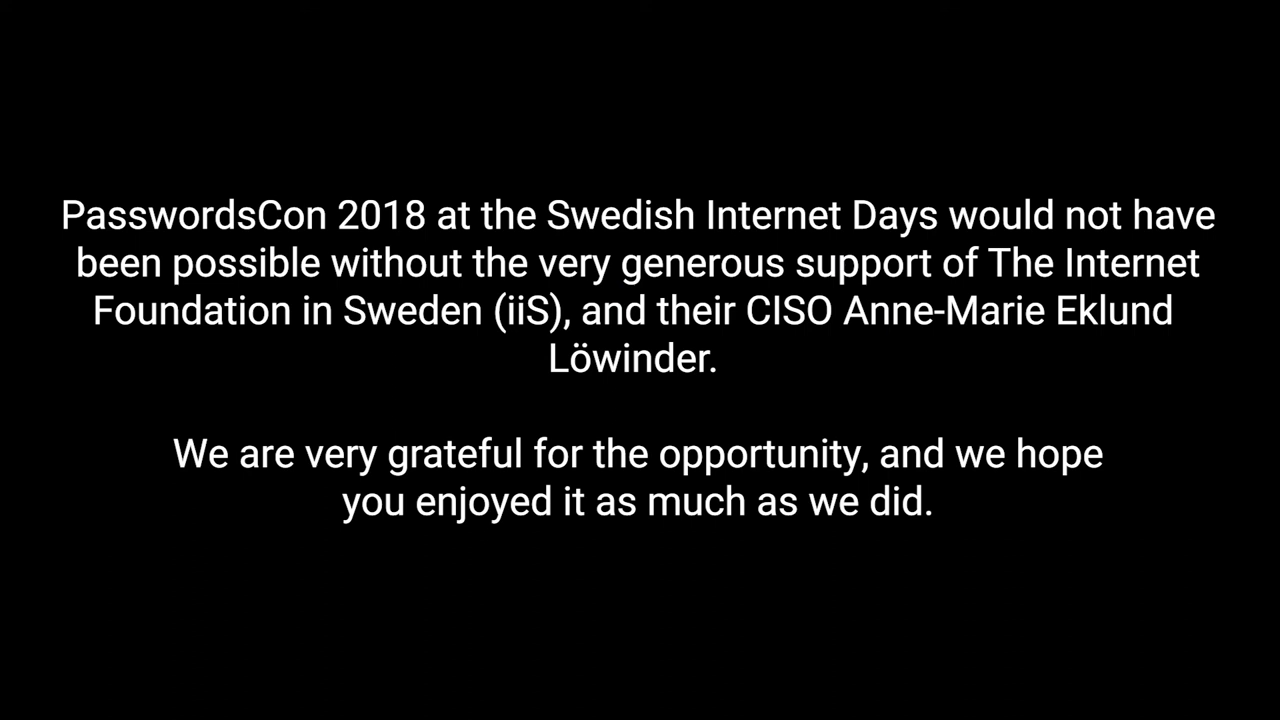 PasswordsCon 2018 at the Swedish Internet Days would not have
been possible without the very generous support of The Internet
Foundation in Sweden (iiS), and their CISO Anne-Marie Eklund
Löwinder.
We are very grateful for the opportunity, and we hope
you enjoyed it as much as we did.